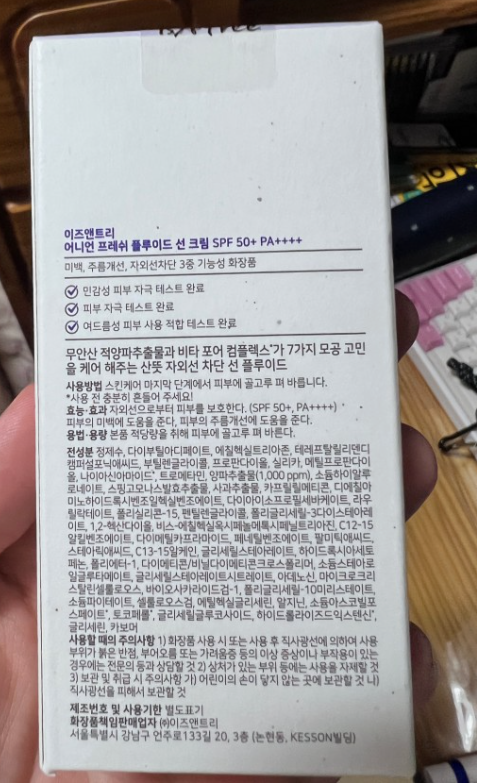 이즈앤트리
어니언 프레쉬 플루이드 선 크림 SPF 50+ PA++++
미백, 주름개선, 자외선차단 3중 기능성 화장품
민감성 피부 자극 테스트 완료
피부 자극 테스트 완료
여드름성 피부 사용 적합 테스트 완료
무안산 적양파추출물과 비타 포어 컴플렉스*가 7가지 모공 고민
을 케어 해주는 산뜻 자외선 차단 선 플루이드
사용방법 스킨케어 마지막 단계에서 피부에 골고루 펴 바릅니다.
*사용 전 충분히 흔들어 주세요!
효능·효과 자외선으로부터 피부를 보호한다. (SPF 50+, PA++++)
피부의 미백에 도움을 준다, 피부의 주름개선에 도움을 준다.
용법·용량 본품 적당량을 취해 피부에 골고루 펴 바른다.
전성분 정제수, 다이부틸아디페이트, 에칠헥실트리아존, 테레프탈릴리덴디
캠퍼설포닉애씨드, 부틸렌글라이콜, 프로판다이올, 실리카, 메틸프로판다이
올, 나이아신아마이드*, 트로메타민, 양파추출물(1,000 ppm), 소듐하이알루
로네이트, 스핑고모나스발효추출물, 사과추출물, 카프릴릴메티콘, 디에칠아
미노하이드록시벤조일헥실벤조에이트, 다이아이소프로필세바케이트, 라우
릴락테이트, 폴리실리콘-15, 펜틸렌글라이콜, 폴리글리세릴-3다이스테아레이
트, 1,2-헥산다이올, 비스-에칠헥실옥시페놀메톡시페닐트리아진, C12-15
알킬벤조에이트, 다이메틸카프라마이드, 페네틸벤조에이트, 팔미틱애씨드,
스테아릭애씨드, C13-15알케인, 글리세릴스테아레이트, 하이드록시아세토
페논, 폴리에터-1, 다이메티콘/비닐다이메티콘크로스폴리머, 소듐스테아로
일글루타메이트, 글리세릴스테아레이트시트레이트, 아데노신, 마이크로크리
스탈린셀룰로오스, 바이오사카라이드검-1, 폴리글리세릴-10미리스테이트,
소듐파이테이트, 셀룰로스검, 에틸헥실글리세린, 알지닌, 소듐아스코빌포
스페이트*, 토코페롤*, 글리코실글루코사이드, 하이드롤라이즈드익스텐신*,
글리세린, 카보머
사용할 때의 주의사항 1) 화장품 사용 시 또는 사용 후 직사광선에 의하여 사용
부위가 붉은 반점, 부어오름 또는 가려움증 등의 이상 증상이나 부작용이 있는
경우에는 전문의 등과 상담할 것 2) 상처가 있는 부위 등에는 사용을 자제할 것
3) 보관 및 취급 시 주의사항 가) 어린이의 손이 닿지 않는 곳에 보관할 것 나)
직사광선을 피해서 보관할 것
제조번호 및 사용기한 별도표기
화장품책임판매업자 ㈜이즈앤트리
서울특별시 강남구 언주로133길 20, 3층 (논현동, KESSON빌딩)